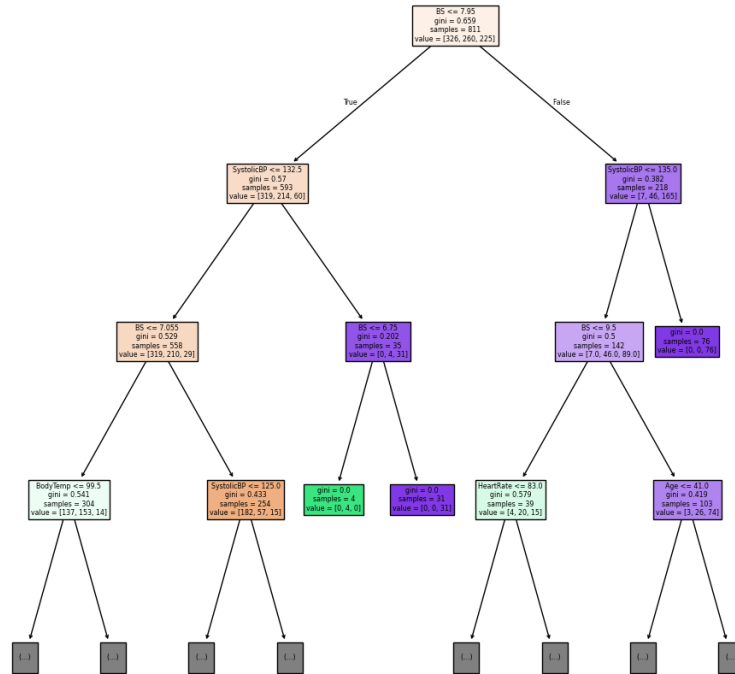 BS <= 7.95
gini = 0.659
samples = 811
value = [326, 260, 225]
True
False
SystolicBP <= 132.5
gini = 0.57
samples = 593
value = [319, 214, 60]
SystolicBP <= 135.0
gini = 0.382
samples = 218
value = [7, 46, 165]
BS <= 7.055
gini = 0.529
samples = 558
value = [319, 210, 29]
BS <= 6.75
gini = 0.202
samples = 35
value = [0, 4, 31]
BS <= 9.5
gini = 0.5
samples = 142
value = [7.0, 46.0, 89.0]
gini = 0.0
samples = 76
value = [0, 0, 76]
BodyTemp <= 99.5
gini = 0.541
samples = 304
value = [137, 153, 14]
SystolicBP <= 125.0
gini = 0.433
samples = 254
value = [182, 57, 15]
gini = 0.0
samples = 4
value = [0, 4, 0]
gini = 0.0
samples = 31
value = [0, 0, 31]
HeartRate <= 83.0
gini = 0.579
samples = 39
value = [4, 20, 15]
Age <= 41.0
gini = 0.419
samples = 103
value = [3, 26, 74]
(...)
(...)
(...)
(...)
(...)
(...)
(...)
(...)